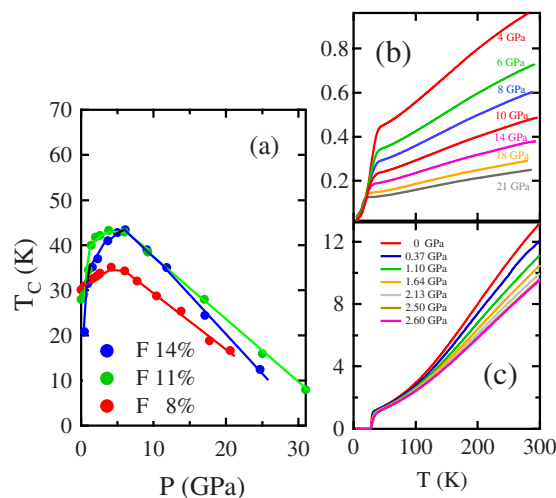 (a)
70
60
50
40
30
20
10
0
T_C (K)
F 14%
F 11%
F 8%
0 10 20 30
P (GPa)
(b)
0.8
0.6
0.4
0.2
4 GPa
6 GPa
8 GPa
10 GPa
14 GPa
18 GPa
21 GPa
(c)
12
8
4
0
0 GPa
0.37 GPa
1.10 GPa
1.64 GPa
2.13 GPa
2.50 GPa
2.60 GPa
0 100 200 300
T (K)